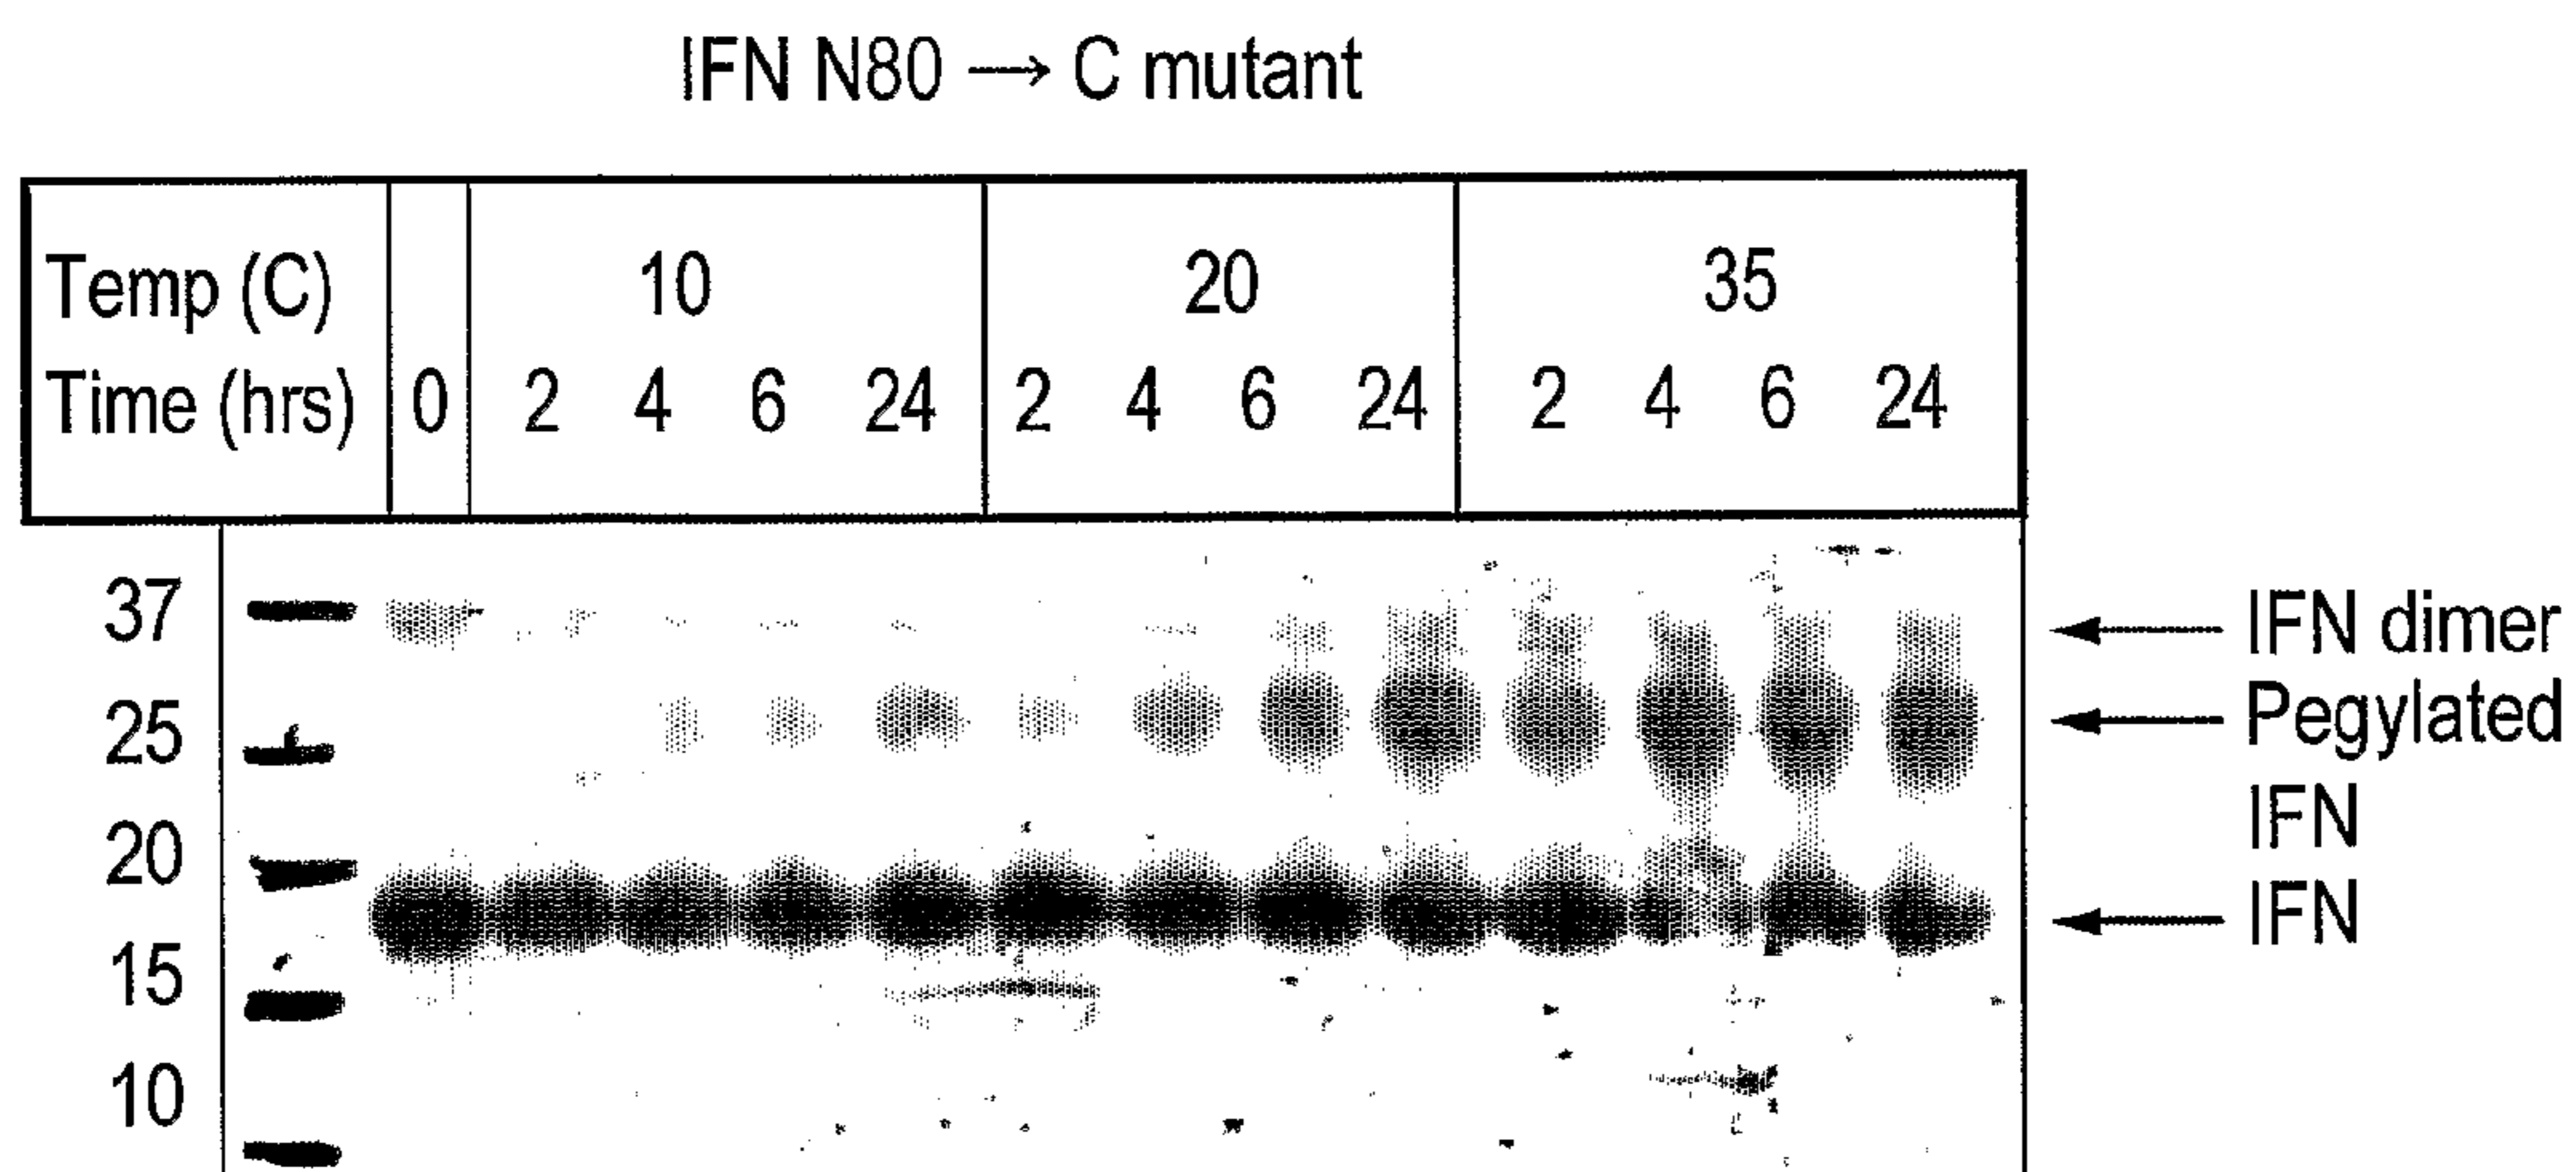 IFN N80 → C mutant
Temp (C) 10 20 35
Time (hrs) 0 2 4 6 24 2 4 6 24 2 4 6 24
37
25
20
15
10
IFN dimer
Pegylated
IFN
IFN